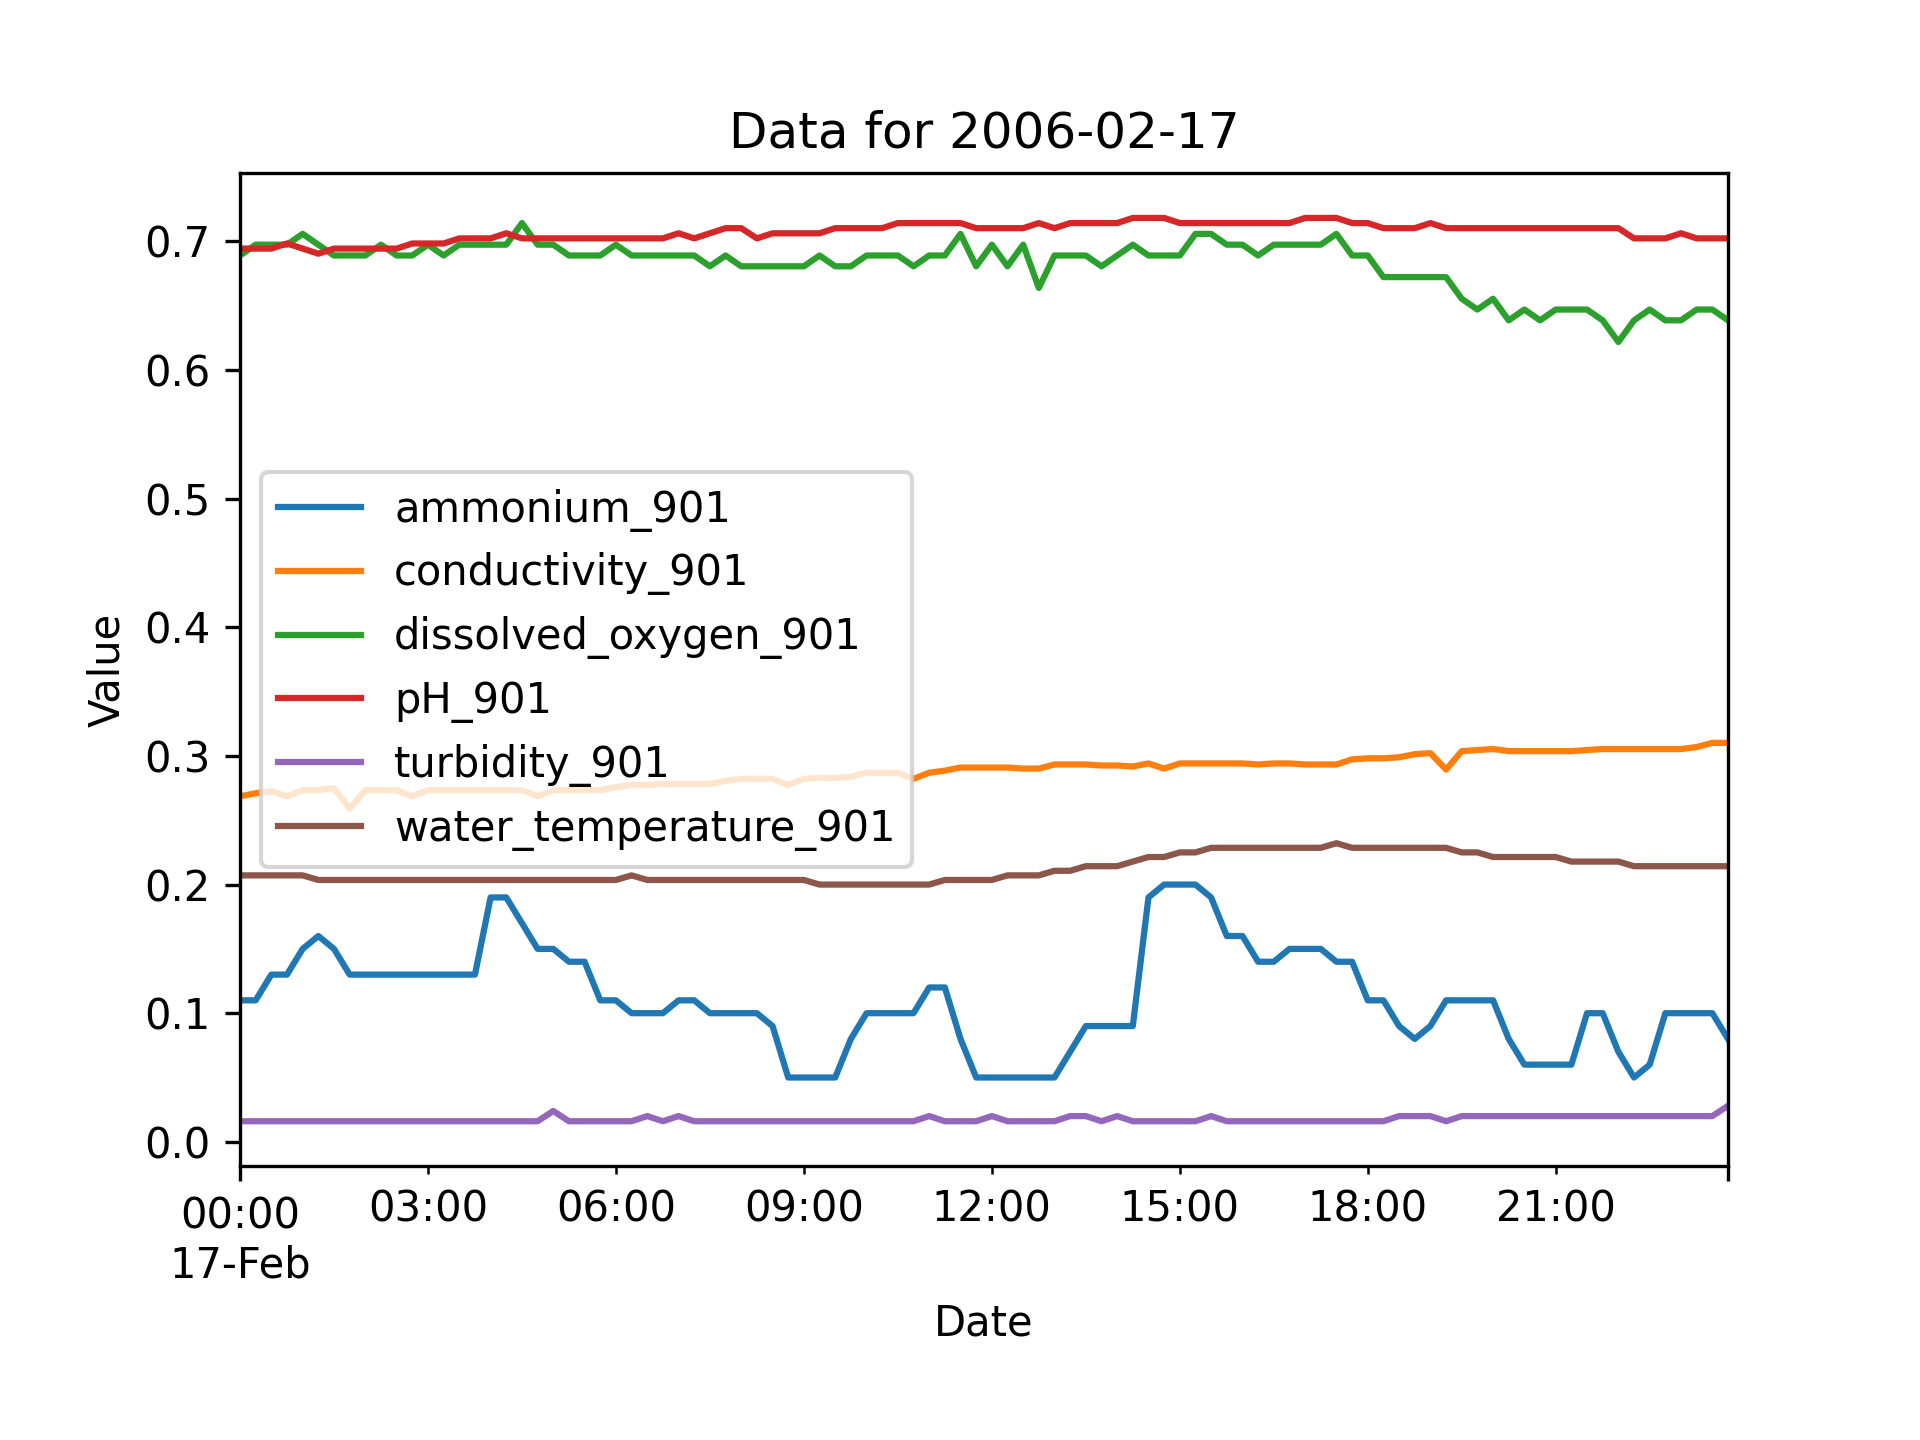 Data for 2006-02-17
Value
0.7
0.6
0.5
0.4
0.3
0.2
0.1
0.0
ammonium_901
conductivity_901
dissolved_oxygen_901
pH_901
turbidity_901
water_temperature_901
00:00 03:00 06:00 09:00 12:00 15:00 18:00 21:00
17-Feb
Date